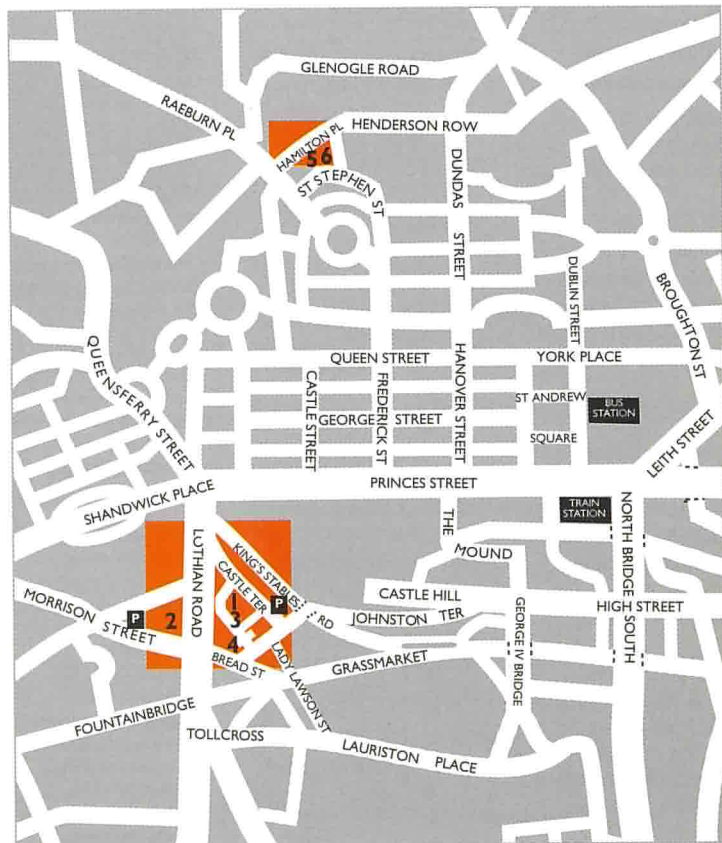 GLENOGLE ROAD
RAEBURN PL
HENDERSON ROW
HAMILTON PL
5 6
ST STEPHEN ST
DUNDAS STREET
DUBLIN STREET
BROUGHTON ST
QUEENSFERRY STREET
QUEEN STREET
YORK PLACE
CASTLE STREET
FREDERICK ST
HANOVER STREET
GEORGE STREET
ST ANDREW
SQUARE
BUS
STATION
LEITH STREET
PRINCES STREET
SHANDWICK PLACE
TRAIN
STATION
THE
MOUND
NORTH BRIDGE SOUTH
LOTHIAN ROAD
KING'S STABLES RD
CASTLE TER
CASTLE HILL
HIGH STREET
JOHNSTON TER
GEORGE IV BRIDGE
MORRISON STREET
P
P
1
2
3
4
BREAD ST
LADY LAWSON ST
GRASSMARKET
FOUNTAINBRIDGE
TOLLCROSS
LAURISTON PLACE